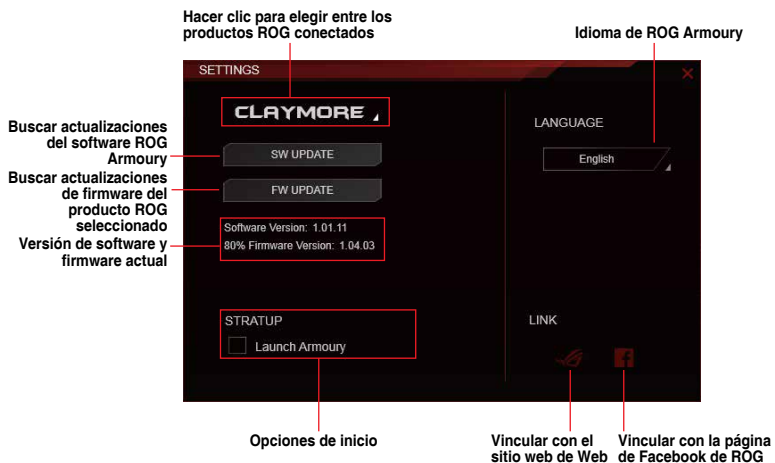 Hacer clic para elegir entre los
productos ROG conectados
Idioma de ROG Armoury
SETTINGS
CLAYMORE
LANGUAGE
Buscar actualizaciones
del software ROG
Armoury
SW UPDATE
English
Buscar actualizaciones
de firmware del
producto ROG
seleccionado
FW UPDATE
Versión de software y
firmware actual
Software Version: 1.01.11
80% Firmware Version: 1.04.03
STRATUP
Launch Armoury
LINK
Opciones de inicio
Vincular con el
sitio web de Web
Vincular con la página
de Facebook de ROG